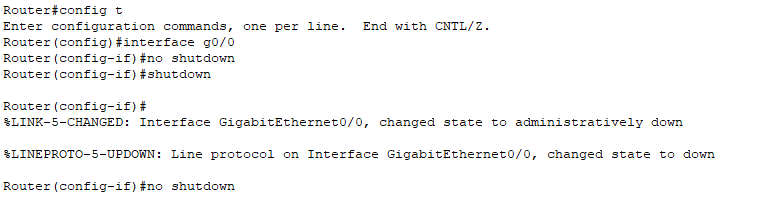 Router#config t
Enter configuration commands, one per line.  End with CNTL/Z.
Router(config)#interface g0/0
Router(config-if)#no shutdown
Router(config-if)#shutdown
Router(config-if)#
%LINK-5-CHANGED: Interface GigabitEthernet0/0, changed state to administratively down
%LINEPROTO-5-UPDOWN: Line protocol on Interface GigabitEthernet0/0, changed state to down
Router(config-if)#no shutdown